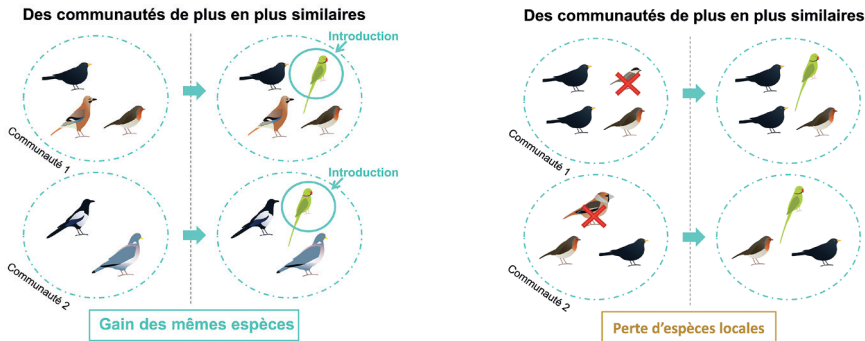 Des communautés de plus en plus similaires
Introduction
Communauté 1
Introduction
Communauté 2
Gain des mêmes espèces
Des communautés de plus en plus similaires
Communauté 1
Communauté 2
Perte d'espèces locales